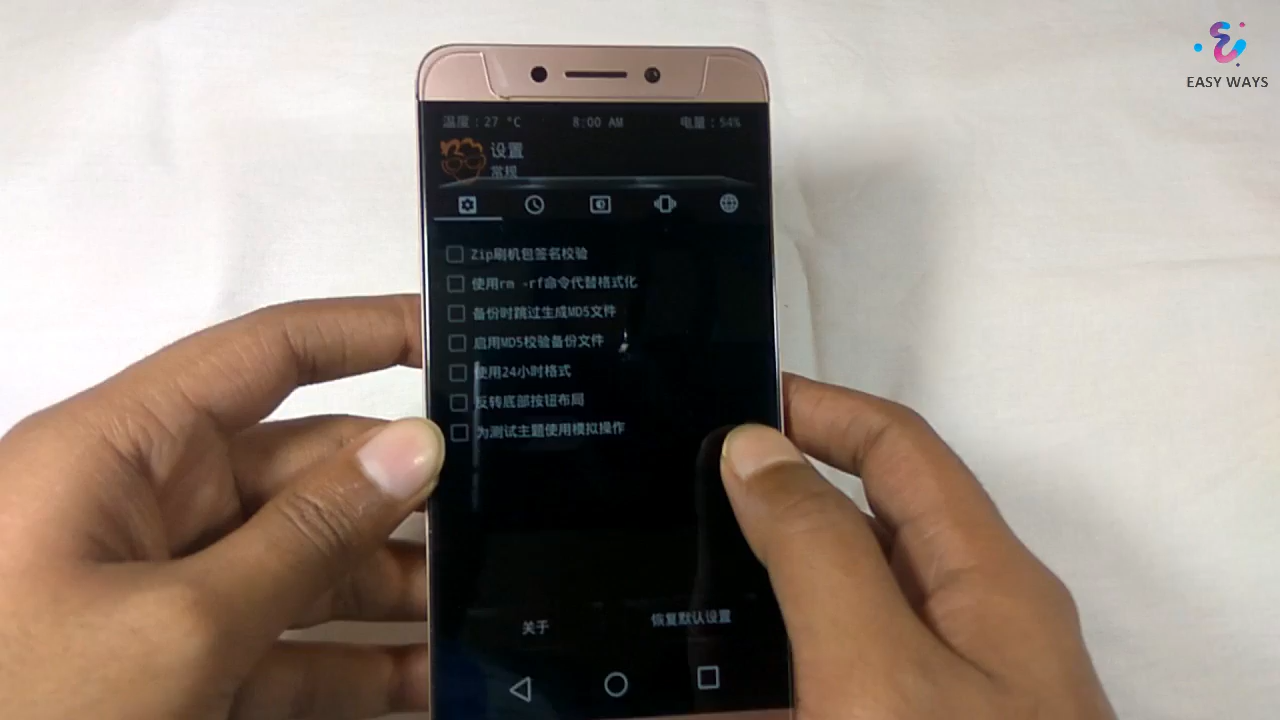 EASY WAYS
温度：27 °C 8:00 AM 电量：54%
设置
常规
Zip刷机包签名校验
使用rm -rf命令代替格式化
备份时跳过生成MD5文件
启用MD5校验备份文件
使用24小时格式
反转底部按钮布局
为测试主题使用模拟操作
关于 恢复默认设置